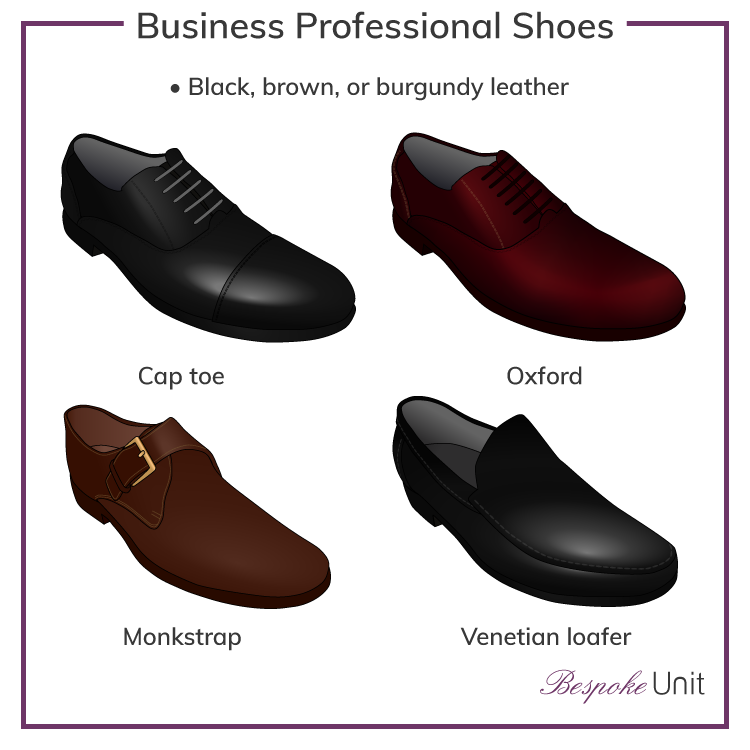 Business Professional Shoes
• Black, brown, or burgundy leather
Cap toe
Oxford
Monkstrap
Venetian loafer
Bespoke Unit